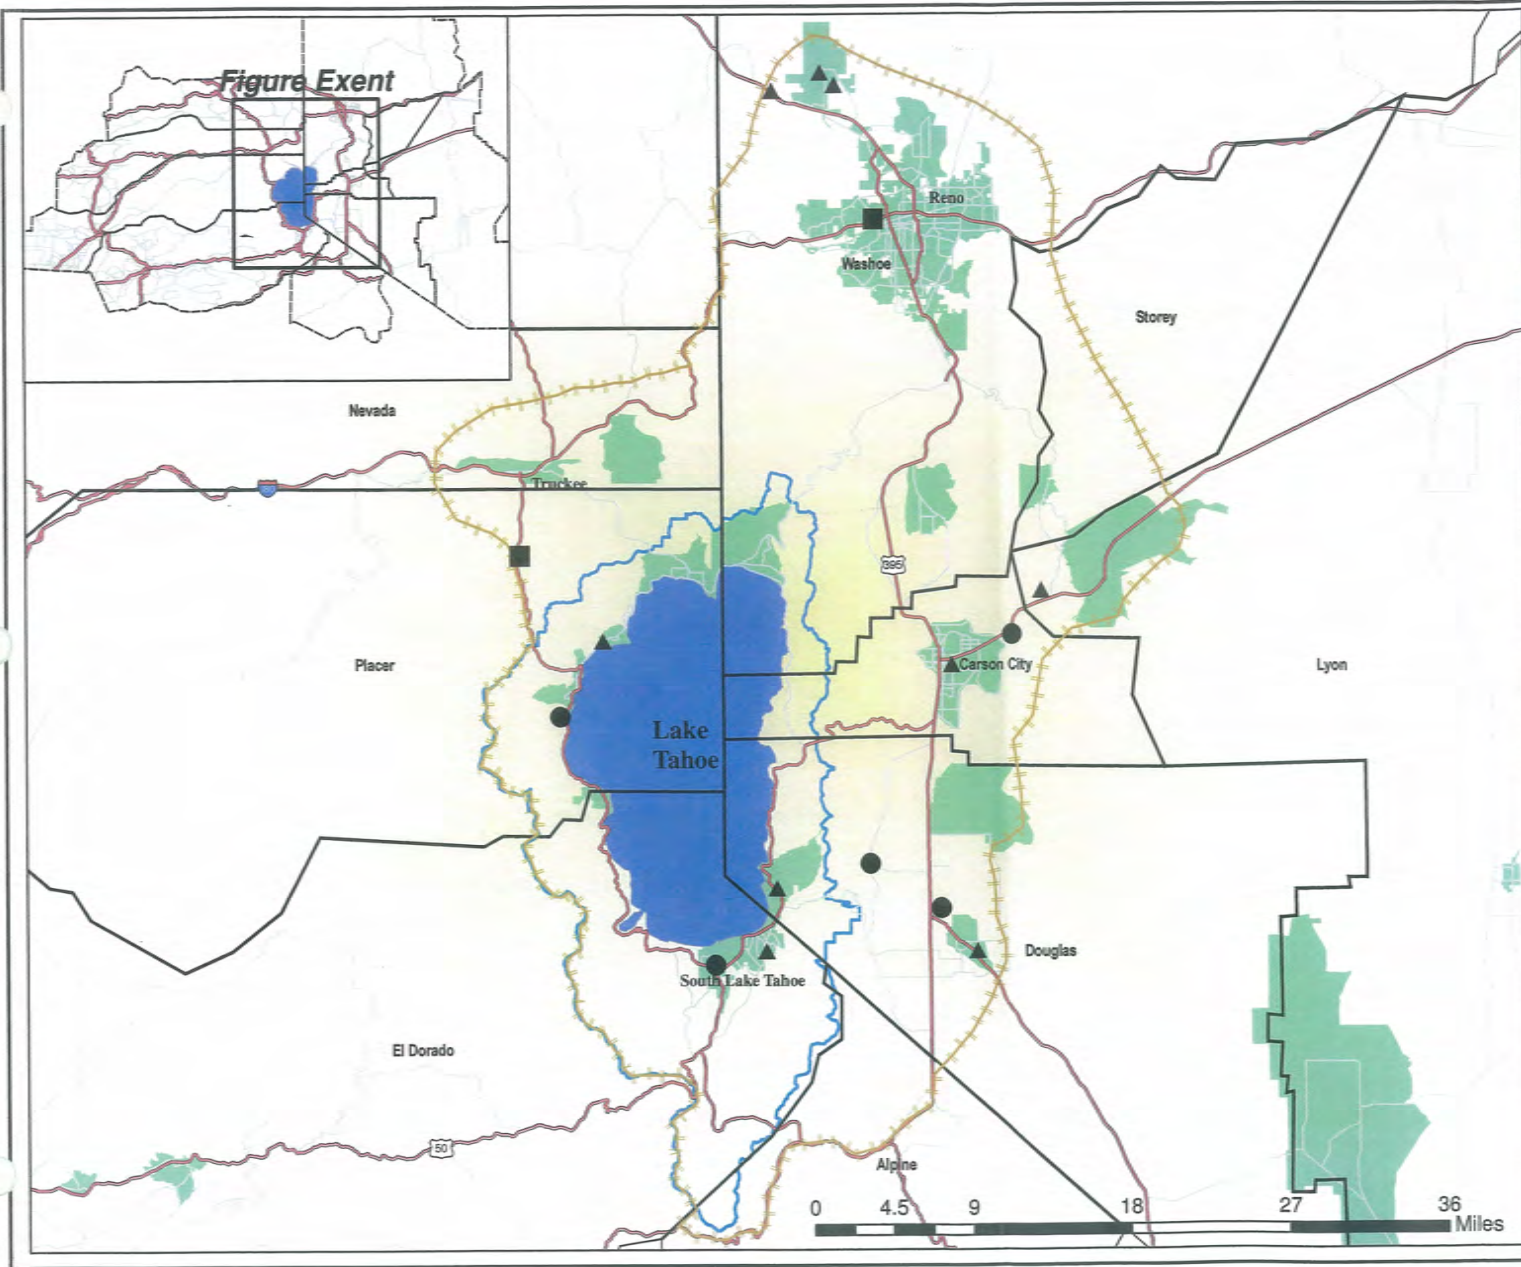 Figure Exent
Reno
Washoe
Storey
Nevada
Truckee
395
Placer
Carson City
Lyon
Lake
Tahoe
South Lake Tahoe
Douglas
El Dorado
50
Alpine
0 4.5 9 18 27 36
Miles